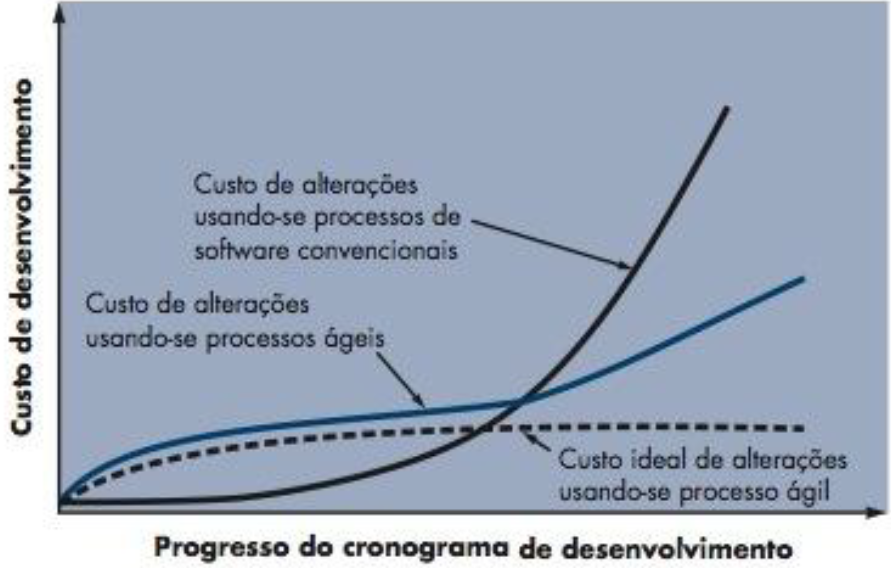 Custo de desenvolvimento
Custo de alterações
usando-se processos de
software convencionais
Custo de alterações
usando-se processos ágeis
Custo ideal de alterações
usando-se processo ágil
Progresso do cronograma de desenvolvimento